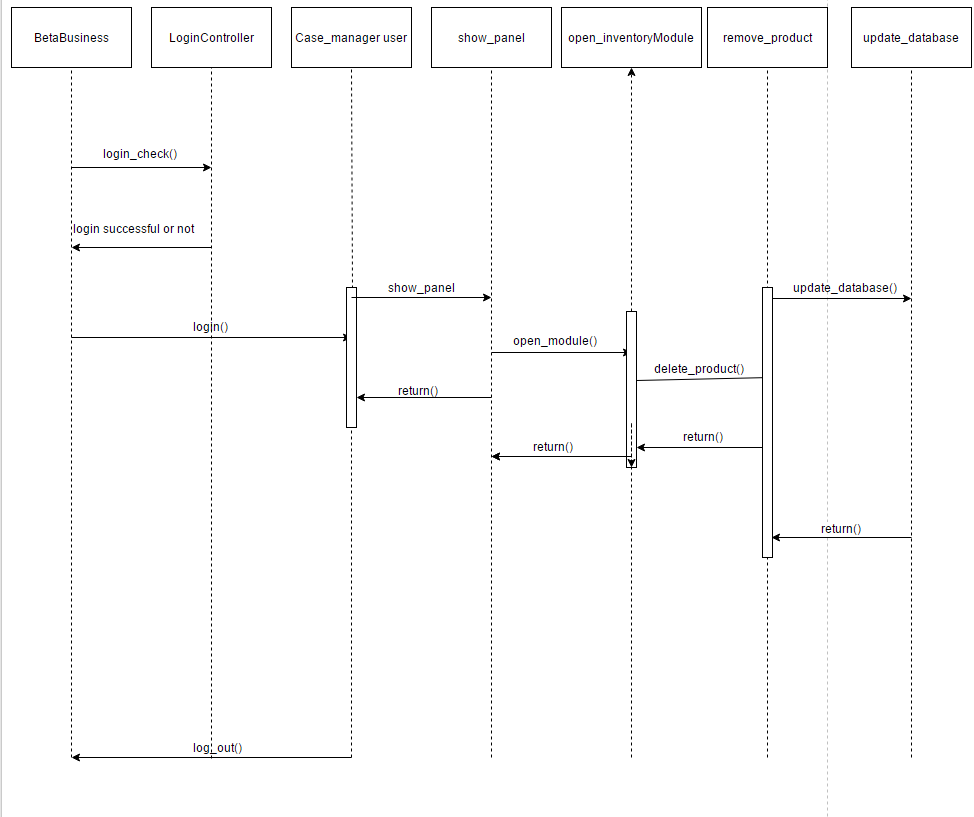 BetaBusiness
LoginController
Case_manager user
show_panel
open_inventoryModule
remove_product
update_database
login_check()
login successful or not
show_panel
update_database()
login()
open_module()
delete_product()
return()
return()
return()
return()
log_out()